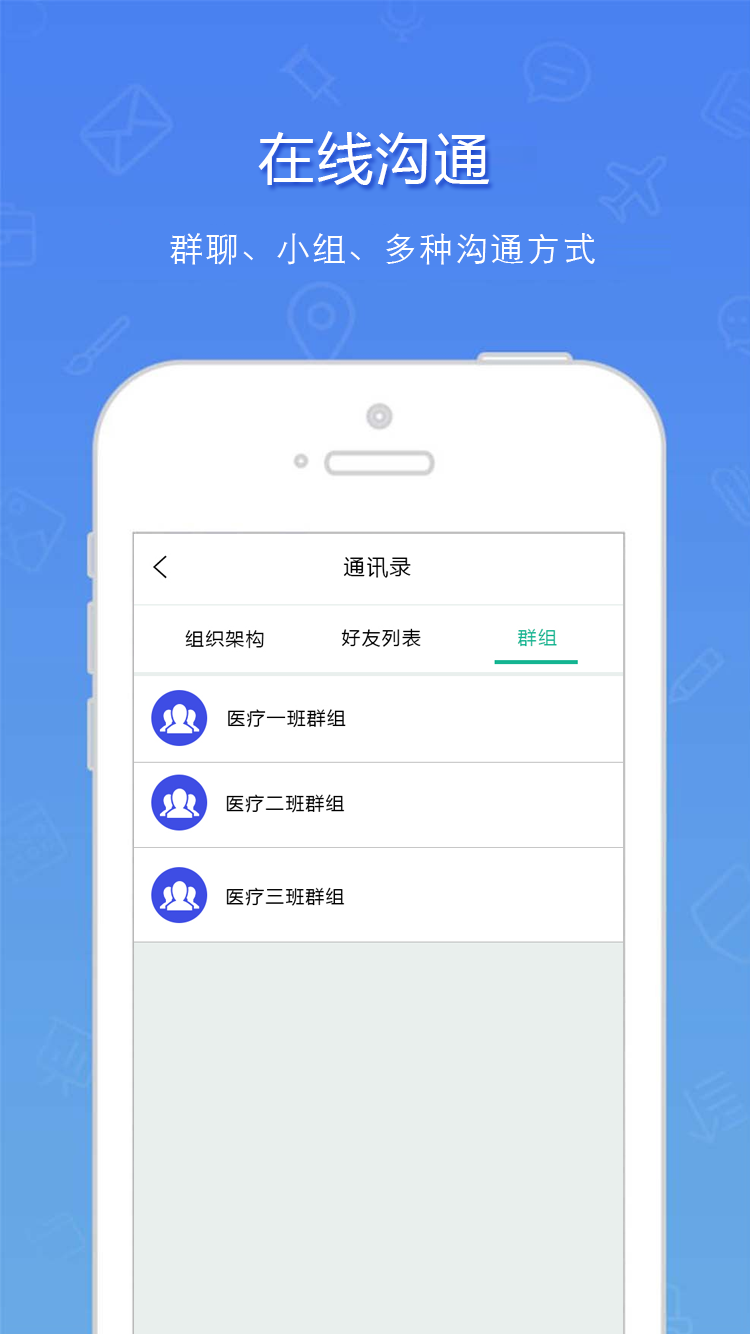 在线沟通
群聊、小组、多种沟通方式
通讯录
组织架构 好友列表 群组
医疗一班群组
医疗二班群组
医疗三班群组